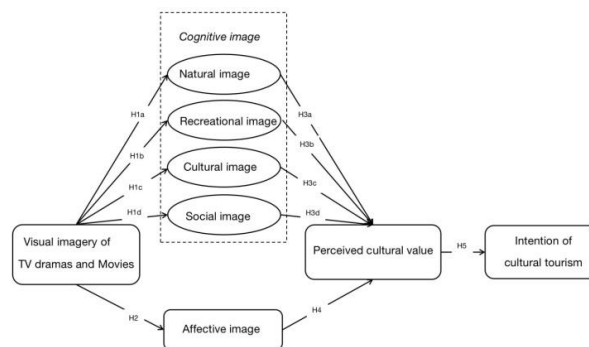 Cognitive image
Natural image
H1a
H3a
Recreational image
H1b
H3b
Cultural image
H1c
H3c
Social image
H1d
H3d
Visual imagery of
TV dramas and Movies
Perceived cultural value
H5
Intention of
cultural tourism
H2
Affective image
H4